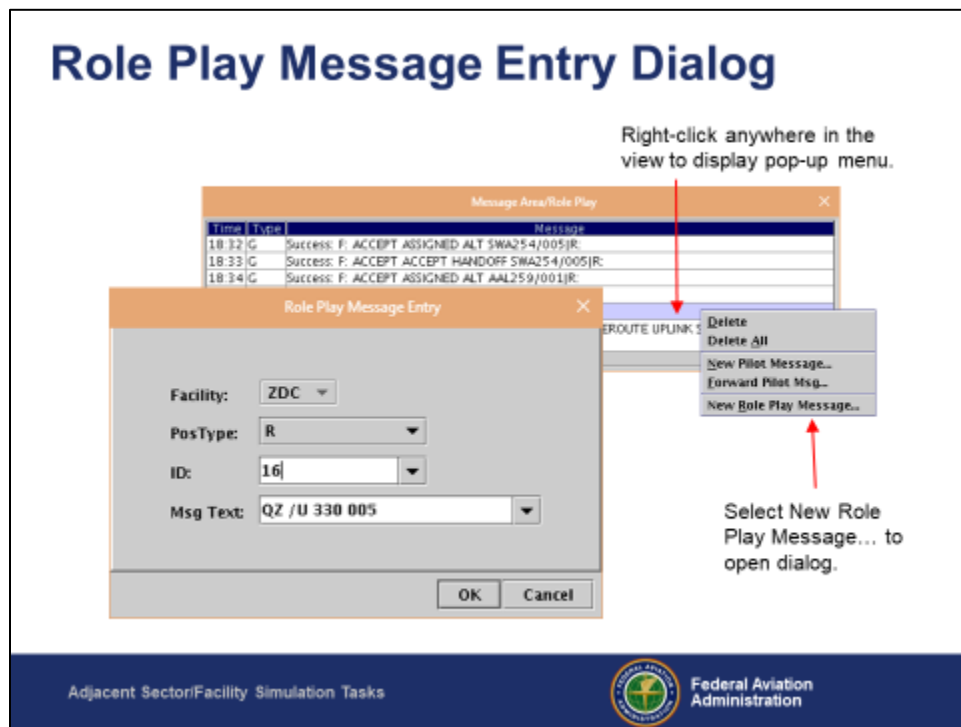 Role Play Message Entry Dialog
Right-click anywhere in the
view to display pop-up menu.
Message Area/Role Play
Time Type Message
18:32 G Success: F: ACCEPT ASSIGNED ALT SWA254/005|R:
18:33 G Success: F: ACCEPT ACCEPT HANDOFF SWA254/005|R:
18:34 G Success: F: ACCEPT ASSIGNED ALT AAL259/001|R:
EROUTE UPLINK S
Delete
Delete All
New Pilot Message...
Forward Pilot Msg...
New Role Play Message...
Role Play Message Entry
Facility: ZDC
PosType: R
ID: 16
Msg Text: QZ /U 330 005
OK Cancel
Select New Role
Play Message… to
open dialog.
Adjacent Sector/Facility Simulation Tasks
Federal Aviation
Administration